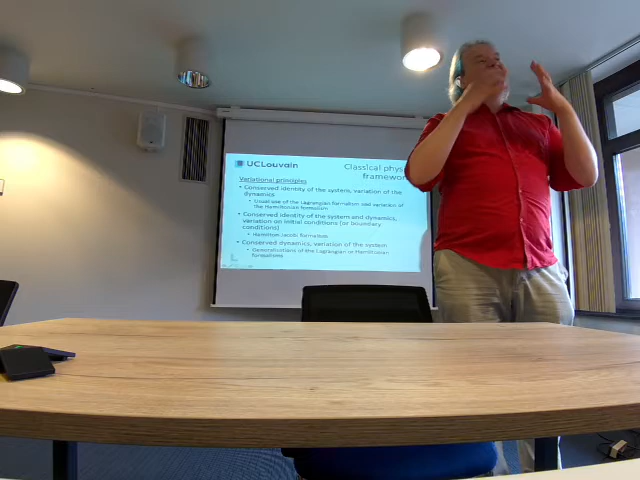 UCLouvain
Classical phys
framewor
Variational principles
• Conserved identity of the system, variation of the
dynamics
• Usual use of the Lagrangian formalism and variation of
the Hamiltonian formalism
• Conserved identity of the system and dynamics,
variation on initial conditions (or boundary
conditions)
• Hamilton-Jacobi formalism
• Conserved dynamics, variation of the system
• Generalizations of the Lagrangian or Hamiltonian
formalisms